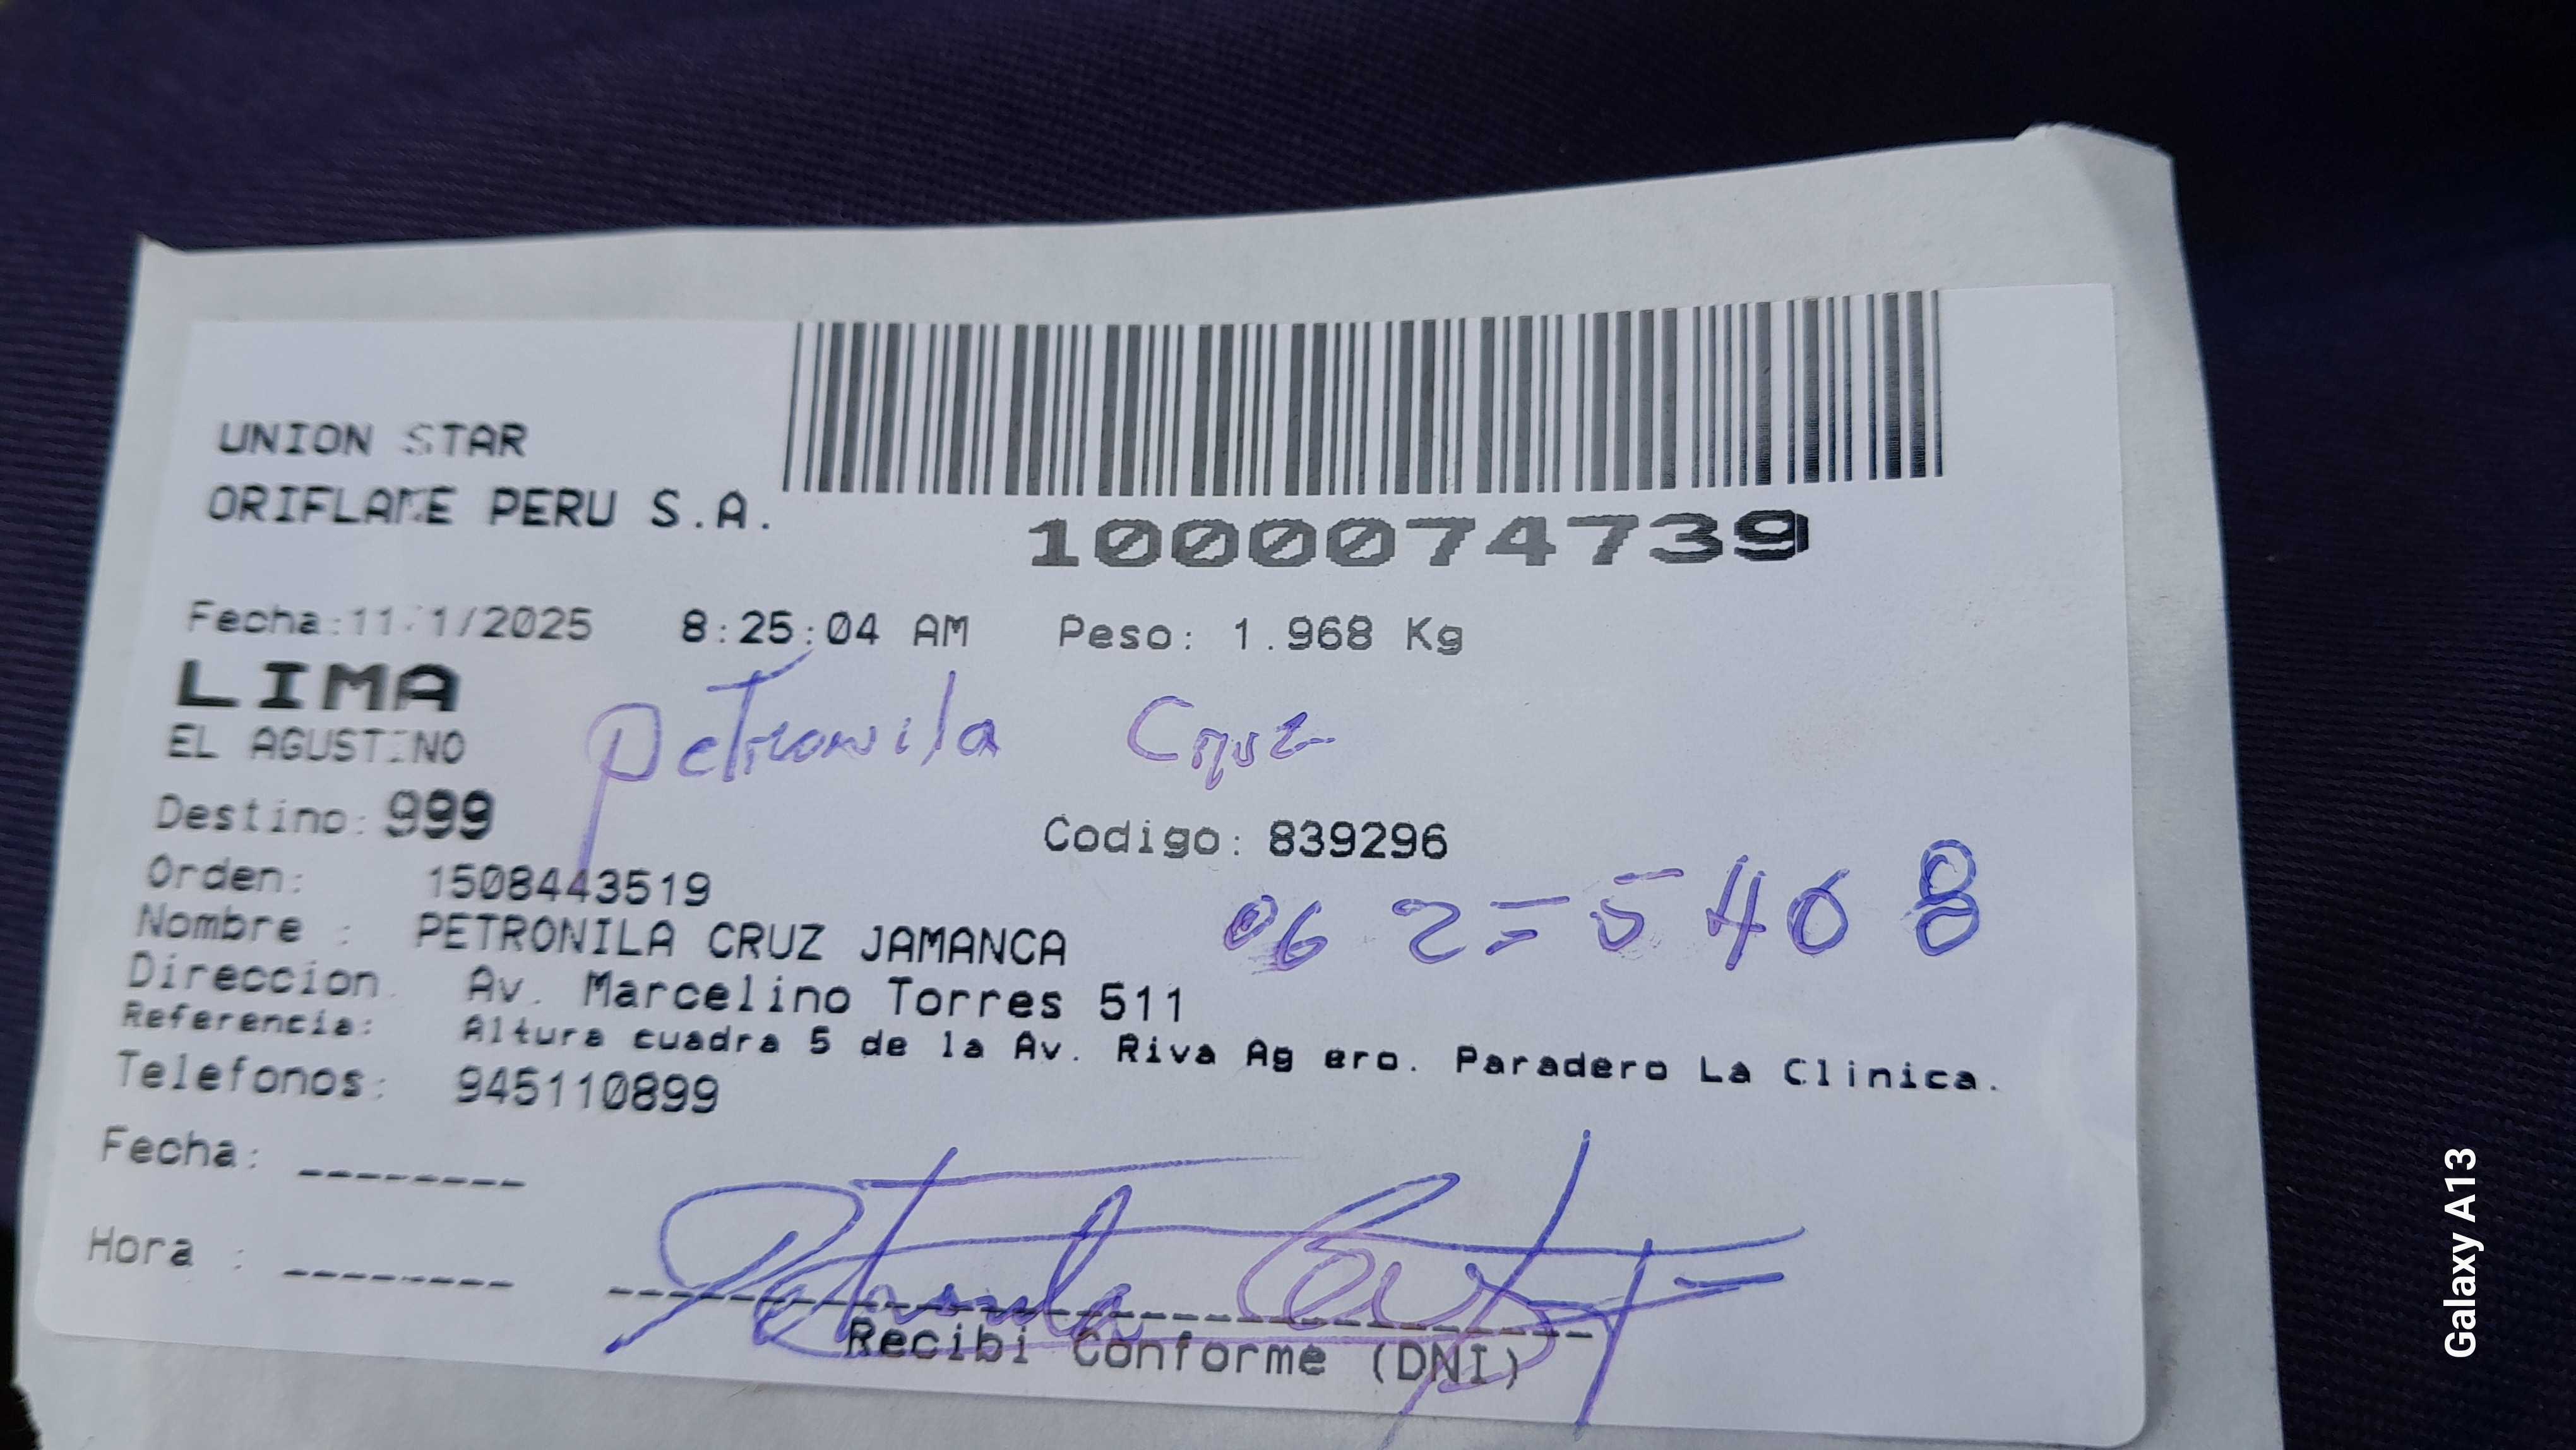 UNION STAR
ORIFLAME PERU S.A.
1000074739
Fecha:11/1/2025 8:25:04 AM Peso: 1.968 Kg
LIMA
EL AGUSTINO
petronila Cruz
Destino: 999
Codigo: 839296
Orden: 1508443519
Nombre : PETRONILA CRUZ JAMANCA
Direccion. Av. Marcelino Torres 511
Referencia: Altura cuadra 5 de la Av. Riva Ag ero. Paradero La Clinica.
Telefonos: 945110899
Fecha:
Hora :
Petronila Cruz
Recibi Conforme (DNI)
Galaxy A13